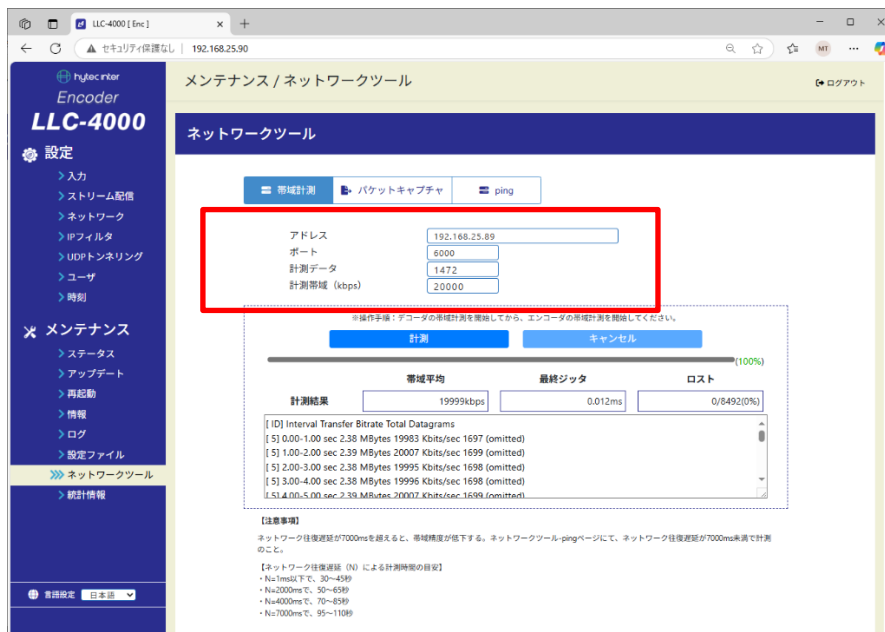 LLC-4000 [ Enc ]
セキュリティ保護なし | 192.168.25.90
MT
hytec inter
Encoder
LLC-4000
設定
入力
ストリーム配信
ネットワーク
IPフィルタ
UDPトンネリング
ユーザ
時刻
メンテナンス
ステータス
アップデート
再起動
情報
ログ
設定ファイル
ネットワークツール
統計情報
言語設定 日本語
メンテナンス / ネットワークツール
ログアウト
ネットワークツール
帯域計測 パケットキャプチャ ping
アドレス 192.168.25.89
ポート 6000
計測データ 1472
計測帯域 (kbps) 20000
※操作手順：デコーダの帯域計測を開始してから、エンコーダの帯域計測を開始してください。
計測 キャンセル
(100%)
帯域平均 最終ジッタ ロスト
計測結果 19999kbps 0.012ms 0/8492(0%)
[ ID] Interval Transfer Bitrate Total Datagrams
[ 5] 0.00-1.00 sec 2.38 MBytes 19983 Kbits/sec 1697 (omitted)
[ 5] 1.00-2.00 sec 2.39 MBytes 20007 Kbits/sec 1699 (omitted)
[ 5] 2.00-3.00 sec 2.38 MBytes 19995 Kbits/sec 1698 (omitted)
[ 5] 3.00-4.00 sec 2.38 MBytes 19996 Kbits/sec 1698 (omitted)
[ 5] 4.00-5.00 sec 2.39 MBytes 20007 Kbits/sec 1699 (omitted)
【注意事項】
ネットワーク往復遅延が7000msを超えると、帯域精度が低下する。ネットワークツール-pingページにて、ネットワーク往復遅延が7000ms未満で計測
のこと。
【ネットワーク往復遅延（N）による計測時間の目安】
・N=1ms以下で、30～45秒
・N=2000msで、50～65秒
・N=4000msで、70～85秒
・N=7000msで、95～110秒